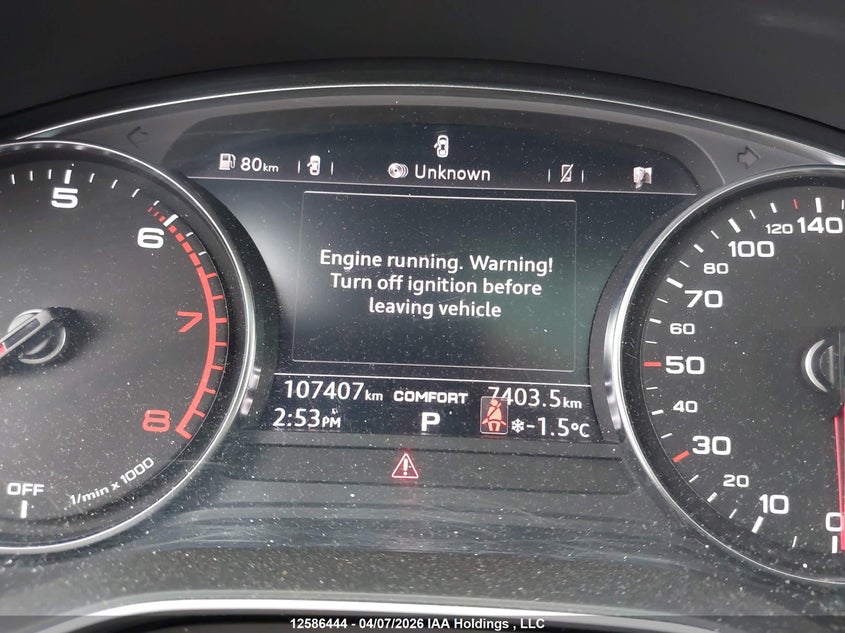 80km
Unknown
Engine running. Warning!
Turn off ignition before
leaving vehicle
107407km COMFORT 7403.5km
2:53PM P -1.5°C
5
6
7
8
OFF
1/min x 1000
140
120
100
80
70
60
50
40
30
20
10
0
12586444 - 04/07/2026 IAA Holdings , LLC